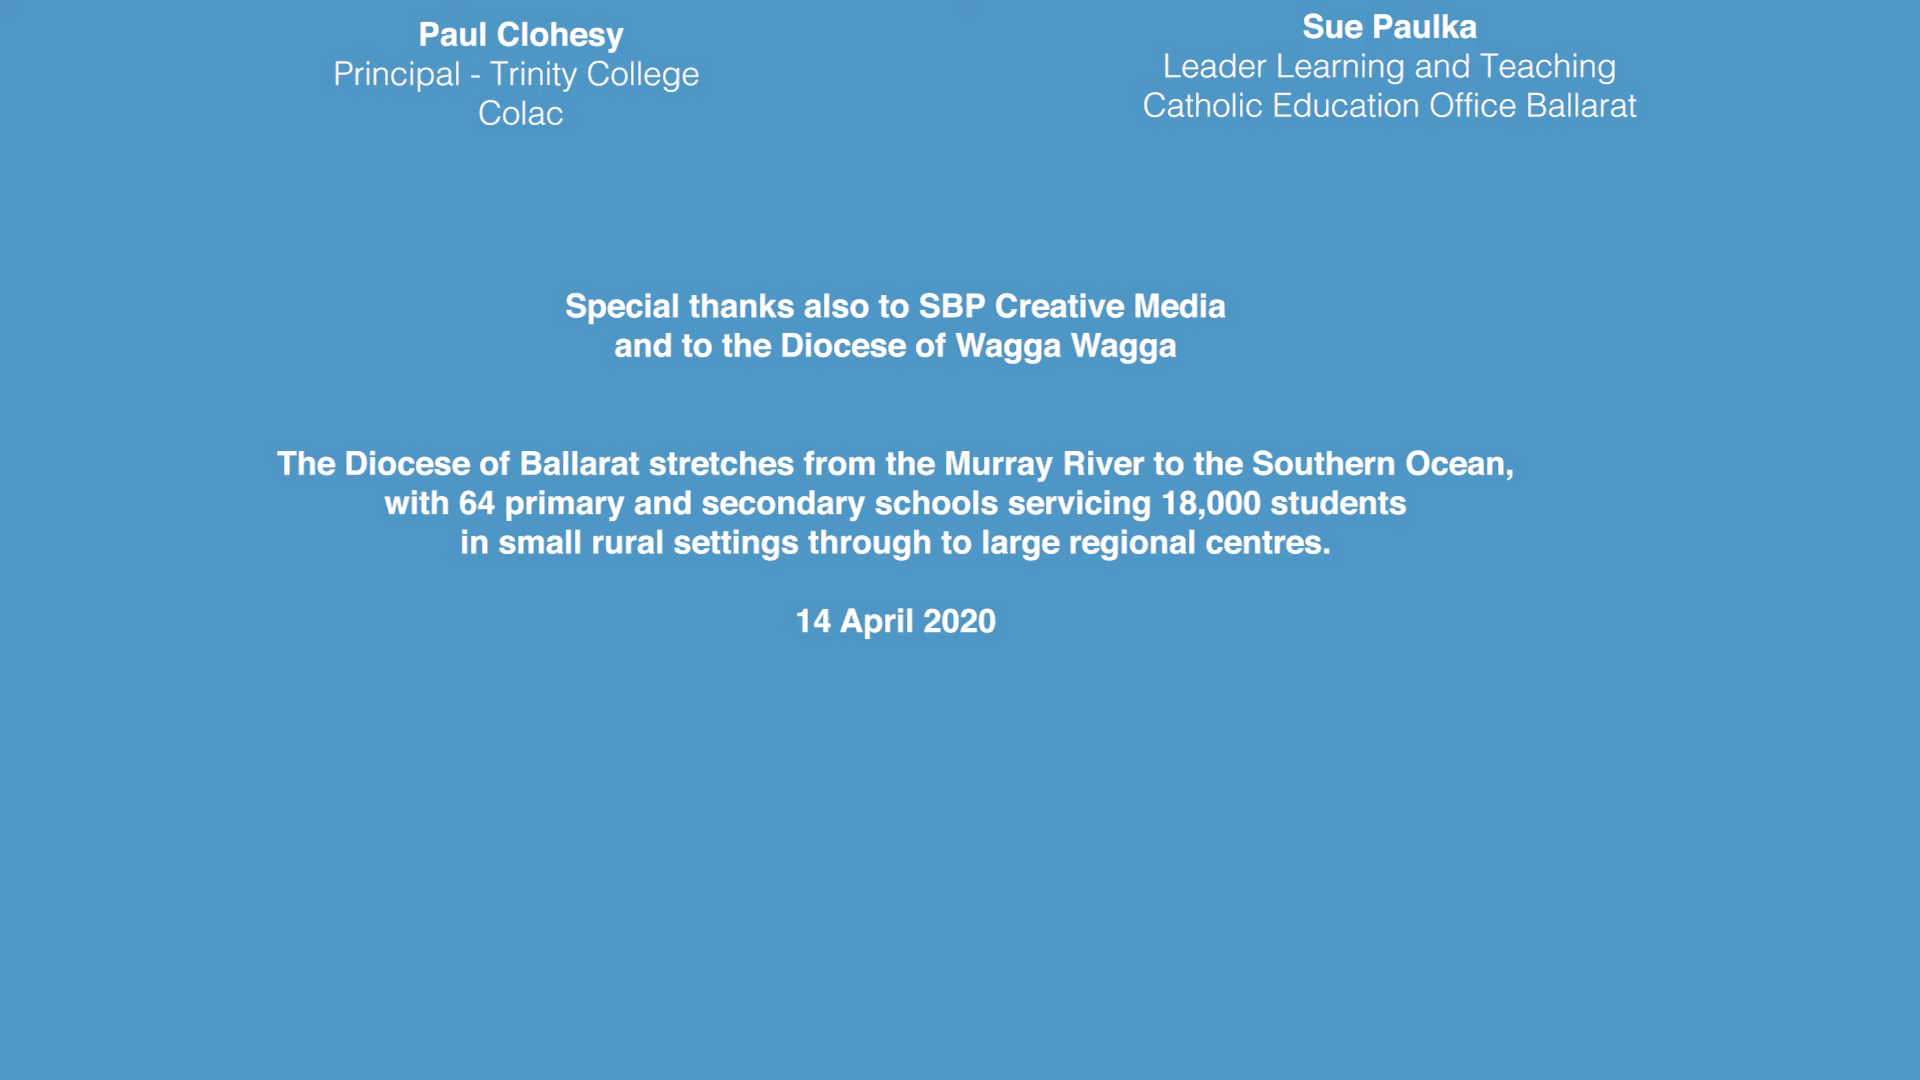 Paul Clohesy
Principal - Trinity College
Colac
Sue Paulka
Leader Learning and Teaching
Catholic Education Office Ballarat
Special thanks also to SBP Creative Media
and to the Diocese of Wagga Wagga
The Diocese of Ballarat stretches from the Murray River to the Southern Ocean,
with 64 primary and secondary schools servicing 18,000 students
in small rural settings through to large regional centres.
14 April 2020